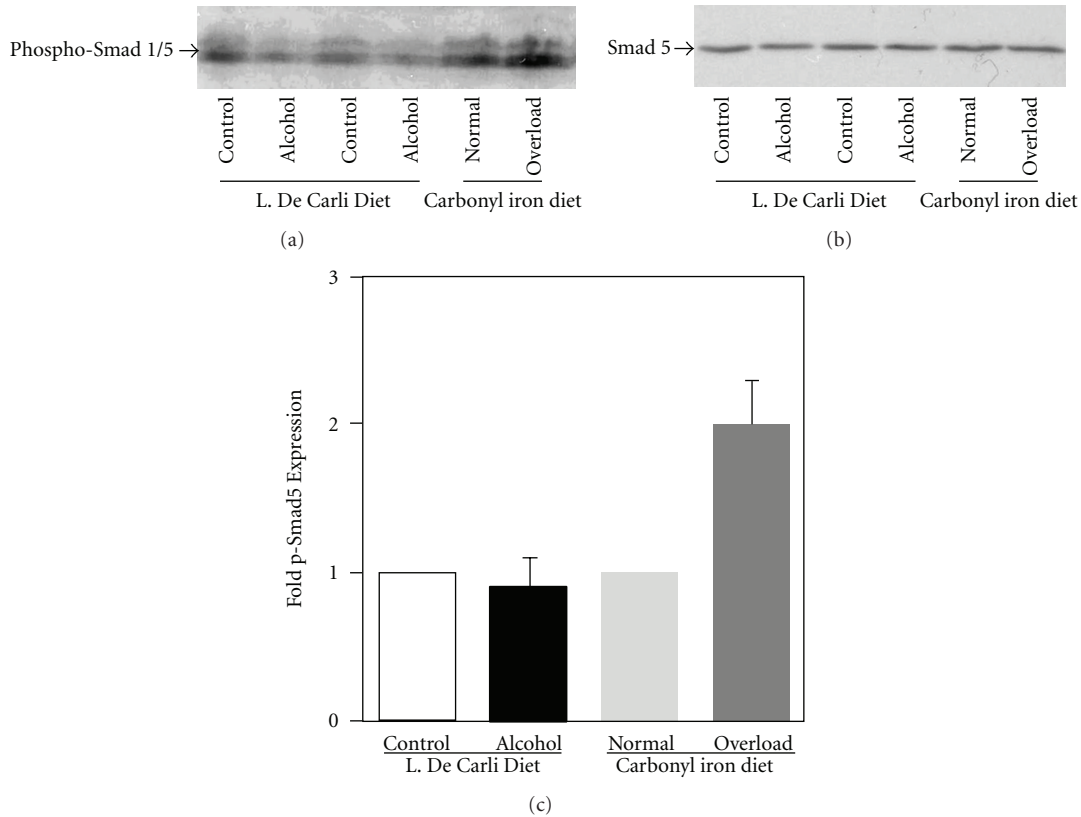 Phospho-Smad 1/5
Control
Alcohol
Control
Alcohol
Normal
Overload
L. De Carli Diet
Carbonyl iron diet
(a)
Smad 5
Control
Alcohol
Control
Alcohol
Normal
Overload
L. De Carli Diet
Carbonyl iron diet
(b)
Fold p-Smad5 Expression
3
2
1
0
Control
Alcohol
Normal
Overload
L. De Carli Diet
Carbonyl iron diet
(c)